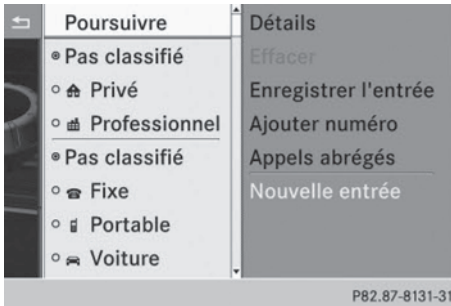 Poursuivre
Pas classifié
Privé
Professionnel
Pas classifié
Fixe
Portable
Voiture
Détails
Effacer
Enregistrer l'entrée
Ajouter numéro
Appels abrégés
Nouvelle entrée
P82.87-8131-31